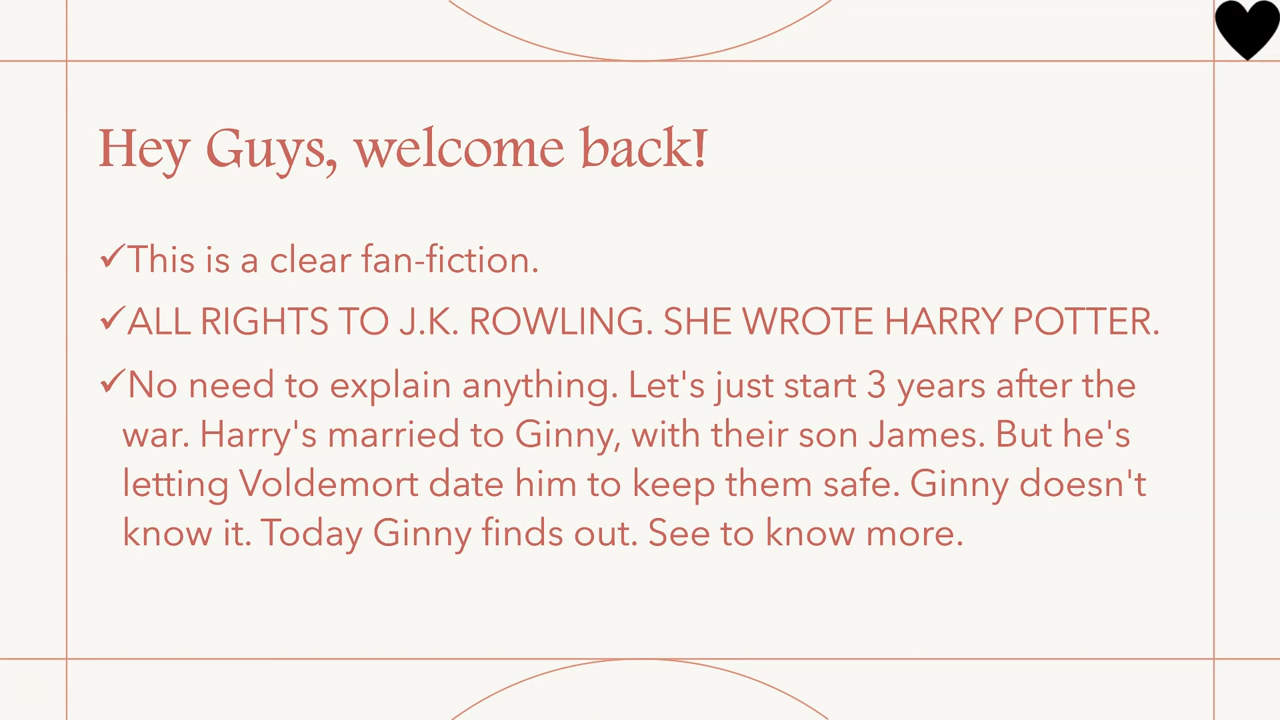 Hey Guys, welcome back!
✓This is a clear fan-fiction.
✓ALL RIGHTS TO J.K. ROWLING. SHE WROTE HARRY POTTER.
✓No need to explain anything. Let's just start 3 years after the
war. Harry's married to Ginny, with their son James. But he's
letting Voldemort date him to keep them safe. Ginny doesn't
know it. Today Ginny finds out. See to know more.